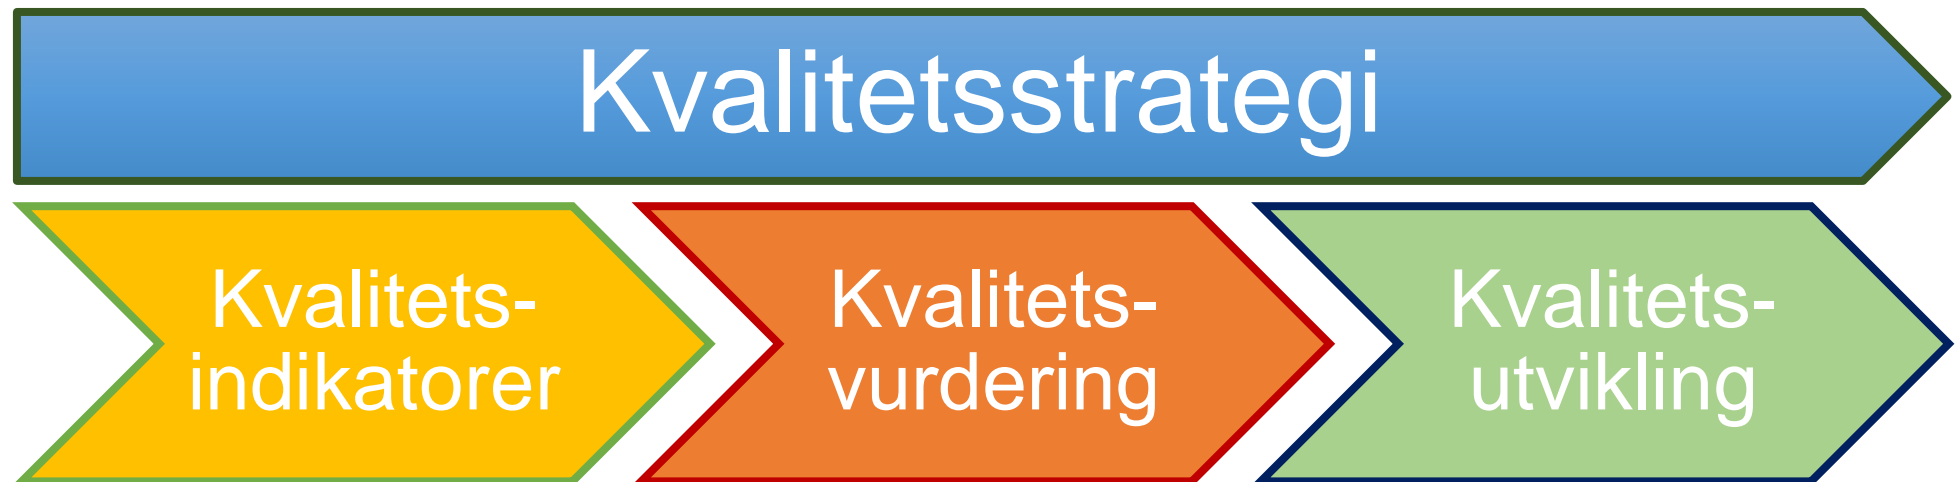 Kvalitetsstrategi
Kvalitets-
indikatorer
Kvalitets-
vurdering
Kvalitets-
utvikling